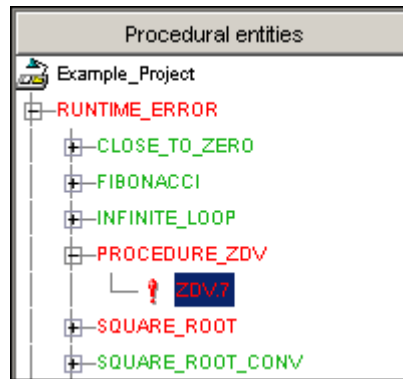 Procedural entities
Example_Project
RUNTIME_ERROR
CLOSE_TO_ZERO
FIBONACCI
INFINITE_LOOP
PROCEDURE_ZDV
ZDV.7
SQUARE_ROOT
SQUARE_ROOT_CONV